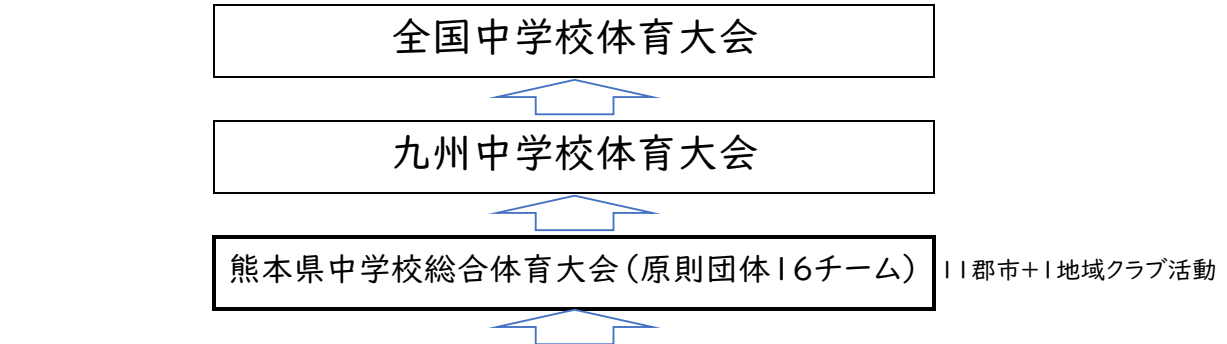 全国中学校体育大会
九州中学校体育大会
熊本県中学校総合体育大会(原則団体16チーム)
11郡市+1地域クラブ活動